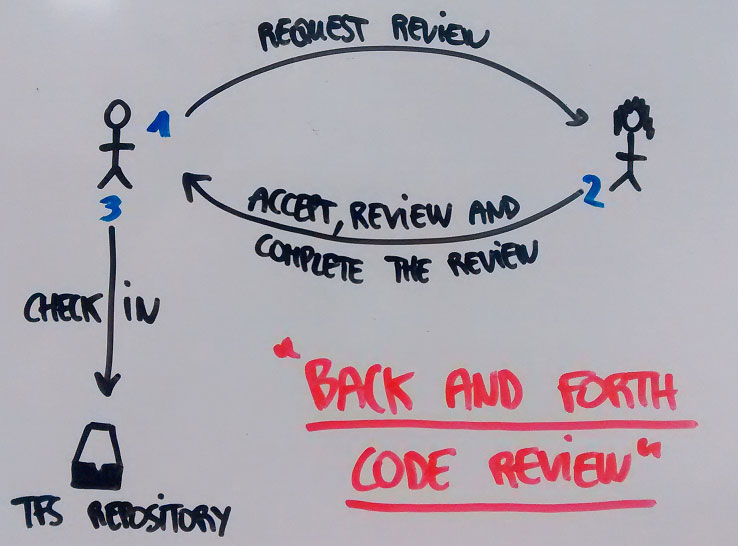 REQUEST REVIEW
1
2
3
ACCEPT, REVIEW AND
COMPLETE THE REVIEW
CHECK IN
"BACK AND FORTH
CODE REVIEW"
TFS REPOSITORY